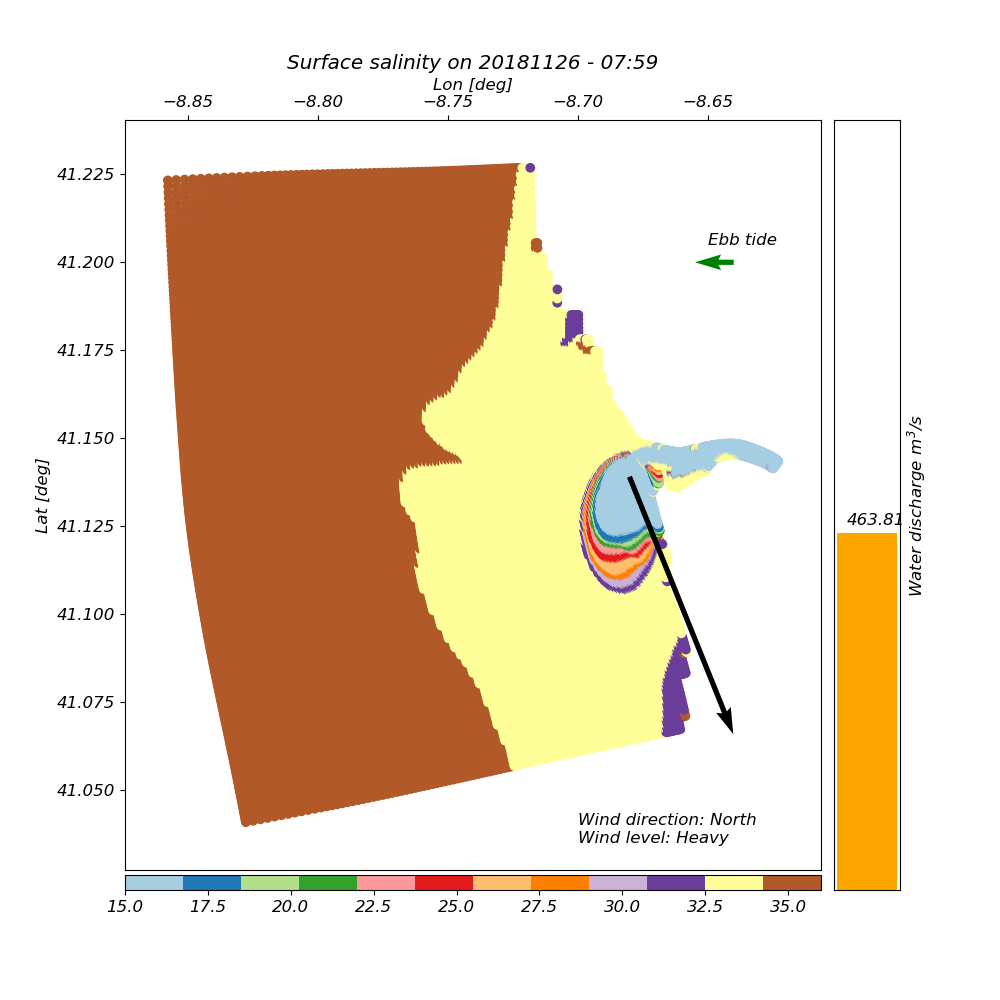 Surface salinity on 20181126 - 07:59
Lon [deg]
−8.85 −8.80 −8.75 −8.70 −8.65
41.225
41.200
41.175
41.150
41.125
41.100
41.075
41.050
Lat [deg]
Ebb tide
Wind direction: North
Wind level: Heavy
463.81
Water discharge m³/s
15.0 17.5 20.0 22.5 25.0 27.5 30.0 32.5 35.0